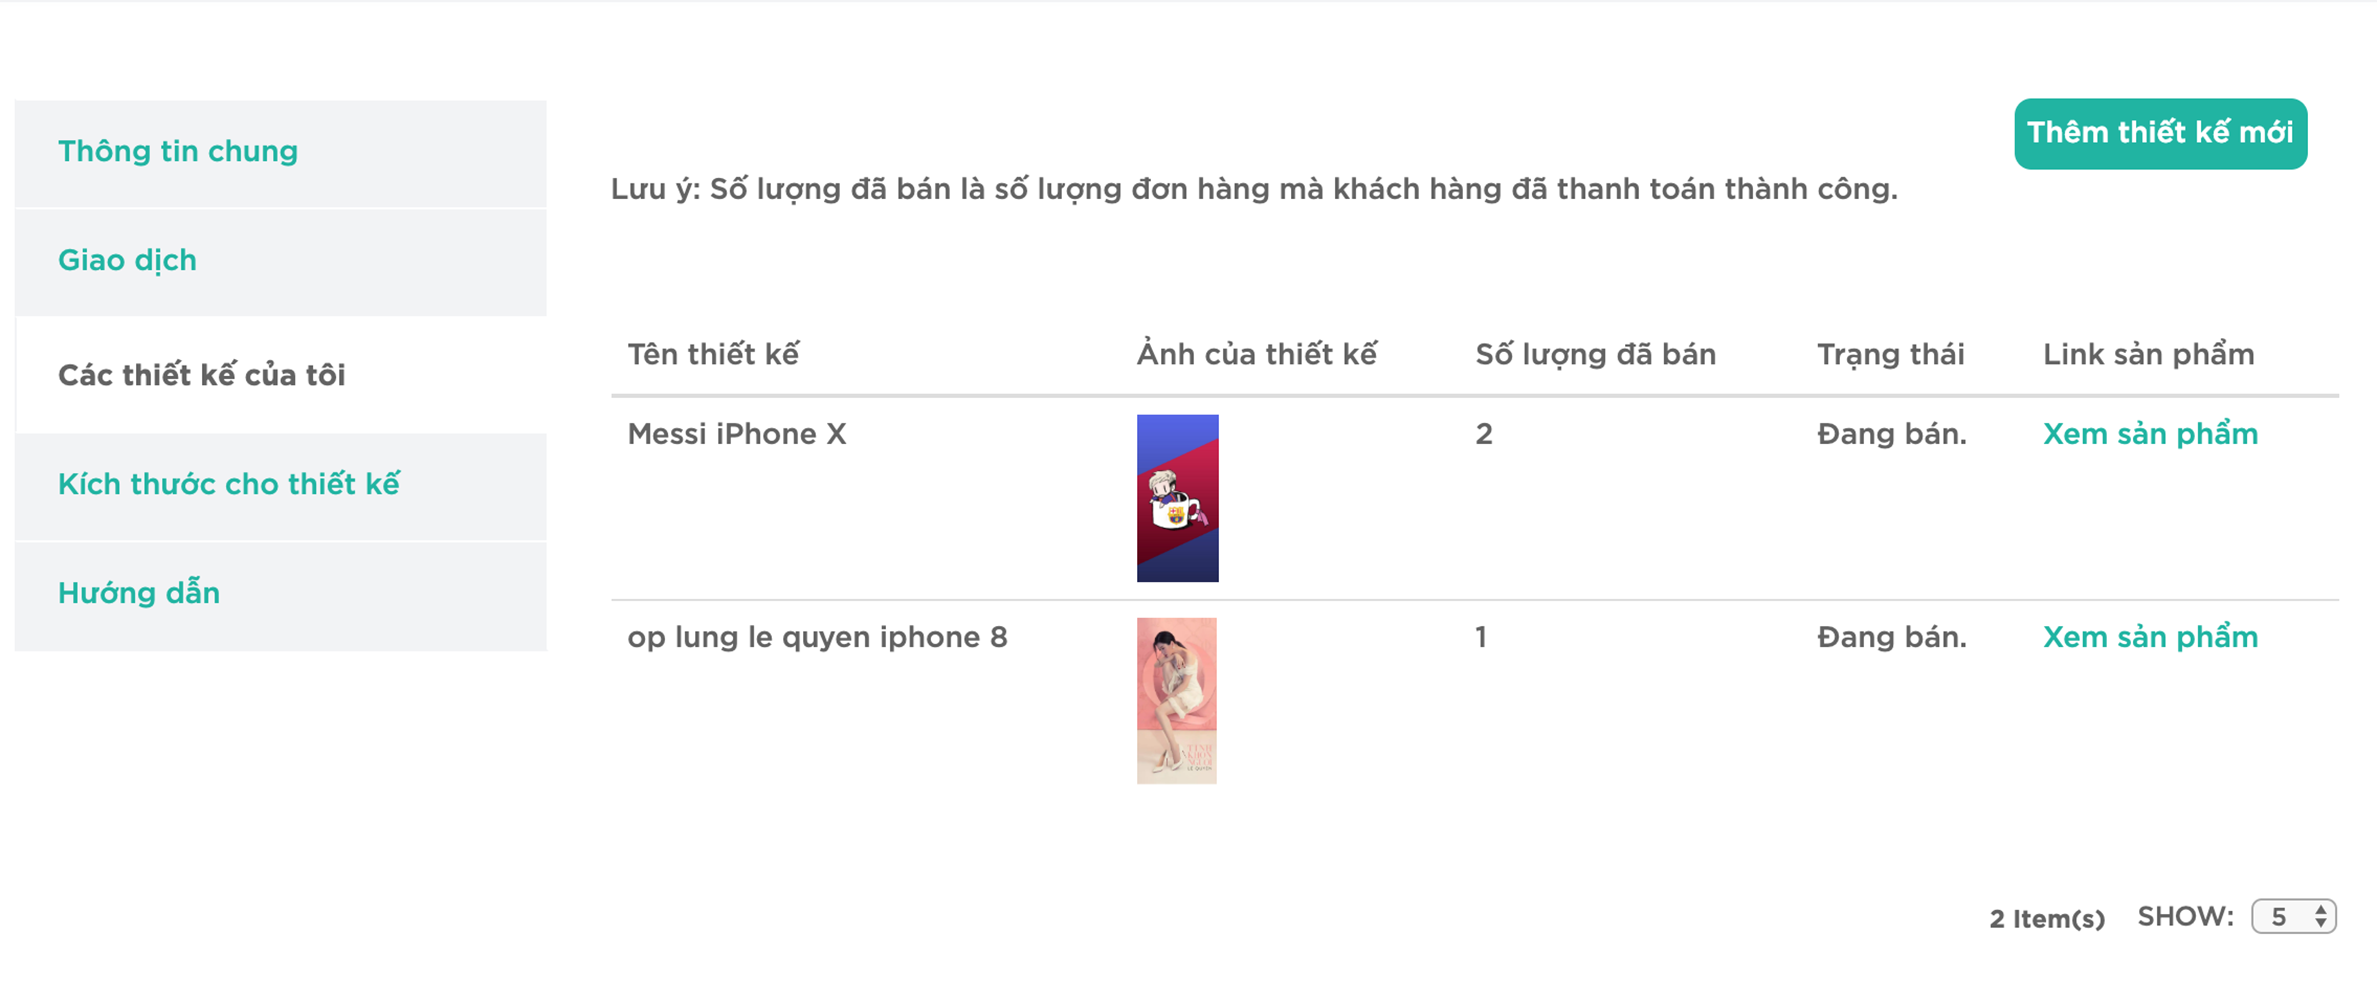 Thông tin chung
Giao dịch
Các thiết kế của tôi
Kích thước cho thiết kế
Hướng dẫn
Thêm thiết kế mới
Lưu ý: Số lượng đã bán là số lượng đơn hàng mà khách hàng đã thanh toán thành công.
Tên thiết kế Ảnh của thiết kế Số lượng đã bán Trạng thái Link sản phẩm
Messi iPhone X 2 Đang bán. Xem sản phẩm
op lung le quyen iphone 8 1 Đang bán. Xem sản phẩm
LỆ QUYÊN
2 Item(s) SHOW: 5